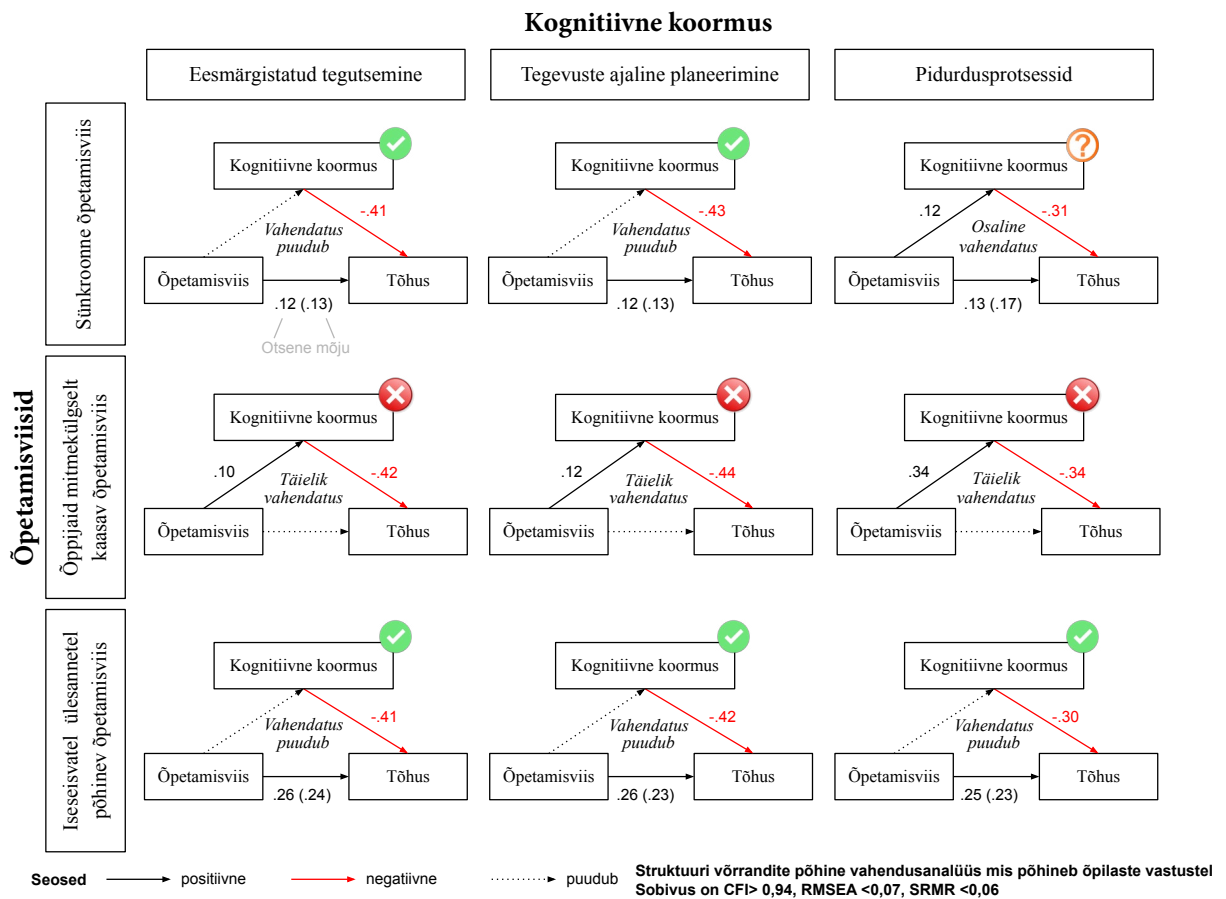 Kognitiivne koormus
Eesmärgistatud tegutsemine
Tegevuste ajaline planeerimine
Pidurdusprotsessid
Õpetamisviisid
Sünkroonne õpetamisviis
Kognitiivne koormus
-.41
Vahendatus
puudub
Õpetamisviis
Tõhus
.12 (.13)
Otsene mõju
Kognitiivne koormus
-.43
Vahendatus
puudub
Õpetamisviis
Tõhus
.12 (.13)
?
Kognitiivne koormus
.12
-.31
Osaline
vahendatus
Õpetamisviis
Tõhus
.13 (.17)
Õppijaid mitmekülgselt
kaasav õpetamisviis
Kognitiivne koormus
.10
-.42
Täielik
vahendatus
Õpetamisviis
Tõhus
Kognitiivne koormus
.12
-.44
Täielik
vahendatus
Õpetamisviis
Tõhus
Kognitiivne koormus
.34
-.34
Täielik
vahendatus
Õpetamisviis
Tõhus
Iseseisvatel ülesannetel
põhinev õpetamisviis
Kognitiivne koormus
-.41
Vahendatus
puudub
Õpetamisviis
Tõhus
.26 (.24)
Kognitiivne koormus
-.42
Vahendatus
puudub
Õpetamisviis
Tõhus
.26 (.23)
Kognitiivne koormus
-.30
Vahendatus
puudub
Õpetamisviis
Tõhus
.25 (.23)
Seosed
positiivne
negatiivne
puudub
Struktuuri võrrandite põhine vahendusanalüüs mis põhineb õpilaste vastustel
Sobivus on CFI> 0,94, RMSEA <0,07, SRMR <0,06